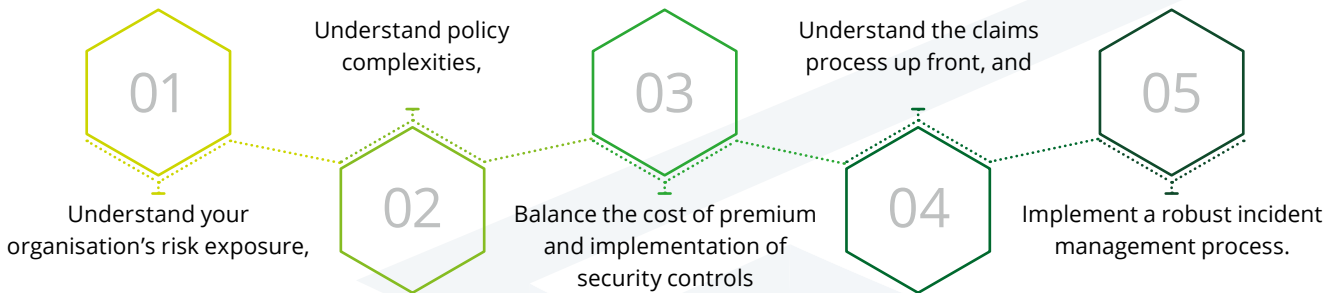 01
Understand your
organisation’s risk exposure,
02
Understand policy
complexities,
03
Balance the cost of premium
and implementation of
security controls
04
Understand the claims
process up front, and
05
Implement a robust incident
management process.